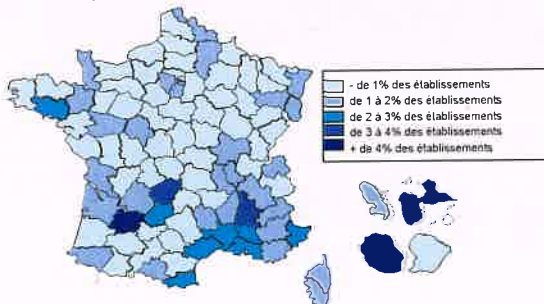 - de 1% des établissements
de 1 à 2% des établissements
de 2 à 3% des établissements
de 3 à 4% des établissements
+ de 4% des établissements